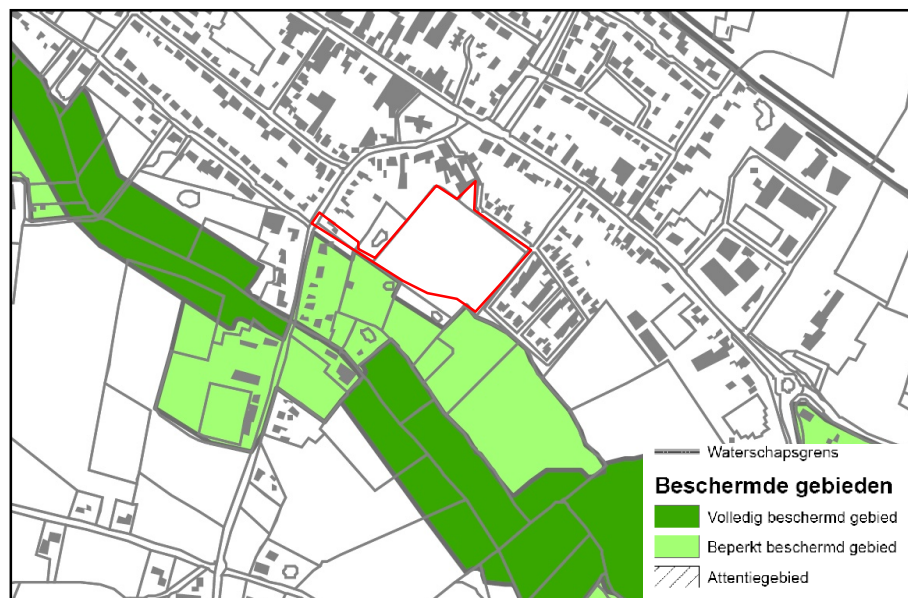 Waterschapsgrens
Beschermde gebieden
Volledig beschermd gebied
Beperkt beschermd gebied
Attentiegebied